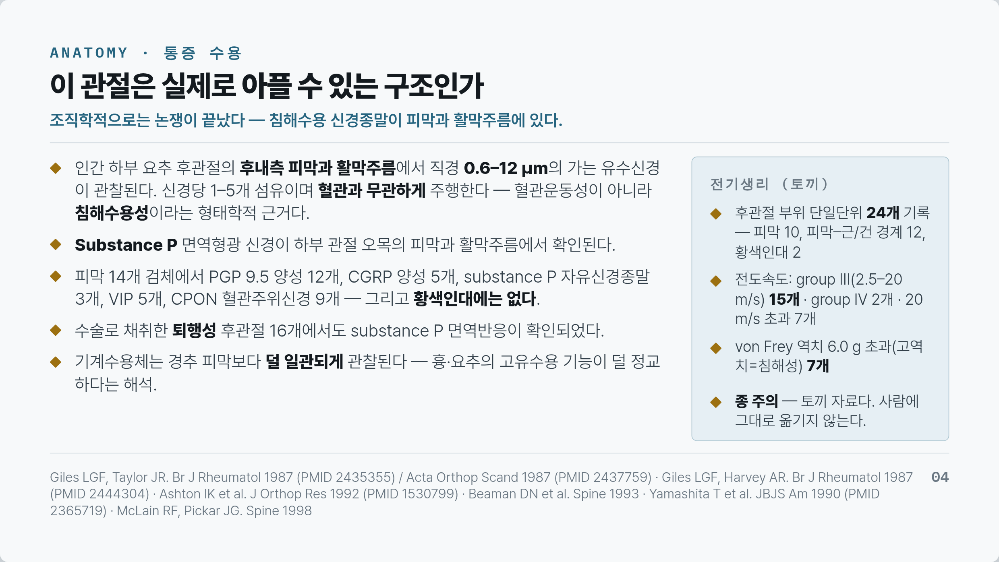 ANATOMY · 통증 수용
이 관절은 실제로 아플 수 있는 구조인가
조직학적으로는 논쟁이 끝났다 — 침해수용 신경종말이 피막과 활막주름에 있다.
인간 하부 요추 후관절의 후내측 피막과 활막주름에서 직경 0.6–12 µm의 가는 유수신경
이 관찰된다. 신경당 1–5개 섬유이며 혈관과 무관하게 주행한다 — 혈관운동성이 아니라
침해수용성이라는 형태학적 근거다.
Substance P 면역형광 신경이 하부 관절 오목의 피막과 활막주름에서 확인된다.
피막 14개 검체에서 PGP 9.5 양성 12개, CGRP 양성 5개, substance P 자유신경종말
3개, VIP 5개, CPON 혈관주위신경 9개 — 그리고 황색인대에는 없다.
수술로 채취한 퇴행성 후관절 16개에서도 substance P 면역반응이 확인되었다.
기계수용체는 경추 피막보다 덜 일관되게 관찰된다 — 흉·요추의 고유수용 기능이 덜 정교
하다는 해석.
전기생리 (토끼)
후관절 부위 단일단위 24개 기록
— 피막 10, 피막–근/건 경계 12,
황색인대 2
전도속도: group III(2.5–20
m/s) 15개 · group IV 2개 · 20
m/s 초과 7개
von Frey 역치 6.0 g 초과(고역
치=침해성) 7개
종 주의 — 토끼 자료다. 사람에
그대로 옮기지 않는다.
Giles LGF, Taylor JR. Br J Rheumatol 1987 (PMID 2435355) / Acta Orthop Scand 1987 (PMID 2437759) · Giles LGF, Harvey AR. Br J Rheumatol 1987
(PMID 2444304) · Ashton IK et al. J Orthop Res 1992 (PMID 1530799) · Beaman DN et al. Spine 1993 · Yamashita T et al. JBJS Am 1990 (PMID
2365719) · McLain RF, Pickar JG. Spine 1998
04